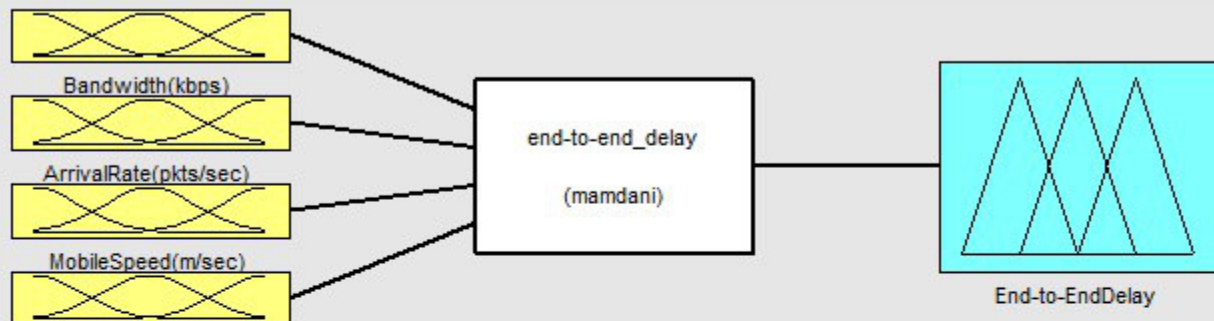 Bandwidth(kbps)
ArrivalRate(pkts/sec)
MobileSpeed(m/sec)
end-to-end_delay
(mamdani)
End-to-EndDelay